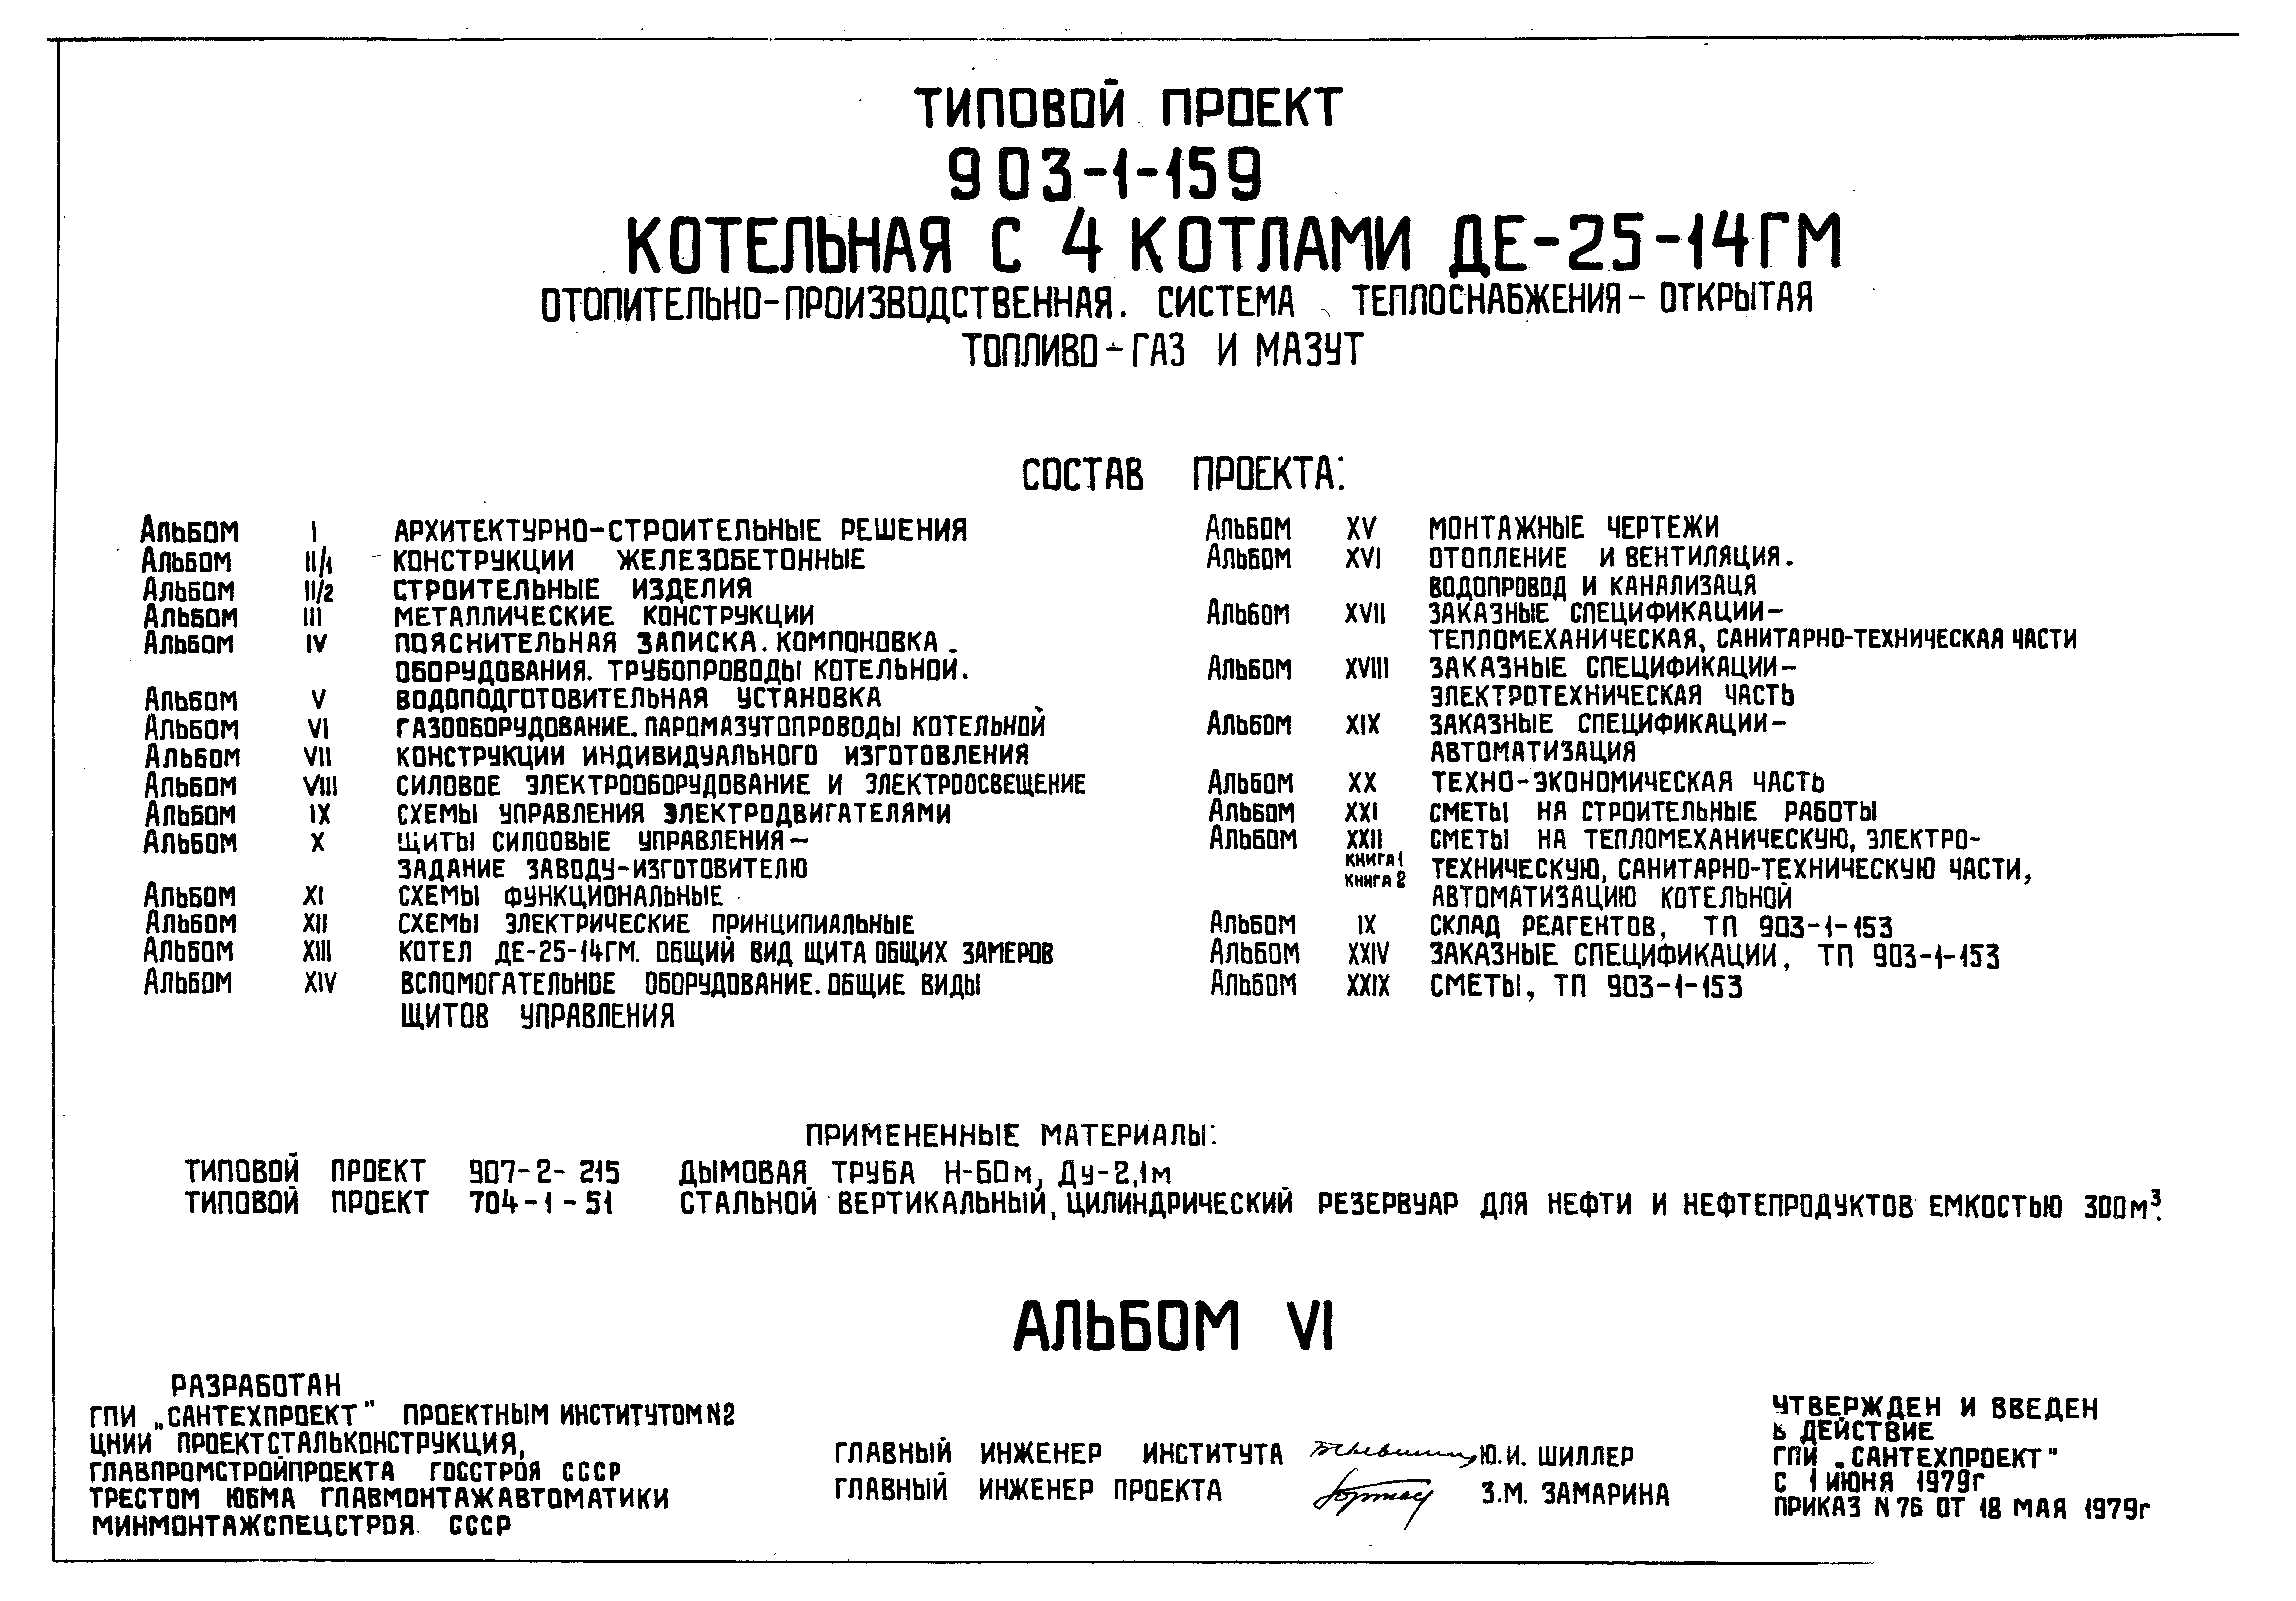 ТИПОВОЙ ПРОЕКТ
903-1-159
КОТЕЛЬНАЯ С 4 КОТЛАМИ ДЕ-25-14ГМ
ОТОПИТЕЛЬНО-ПРОИЗВОДСТВЕННАЯ. СИСТЕМА ТЕПЛОСНАБЖЕНИЯ - ОТКРЫТАЯ
ТОПЛИВО - ГАЗ И МАЗУТ
СОСТАВ ПРОЕКТА:
АЛЬБОМ I АРХИТЕКТУРНО-СТРОИТЕЛЬНЫЕ РЕШЕНИЯ
АЛЬБОМ II/1 КОНСТРУКЦИИ ЖЕЛЕЗОБЕТОННЫЕ
АЛЬБОМ II/2 СТРОИТЕЛЬНЫЕ ИЗДЕЛИЯ
АЛЬБОМ III МЕТАЛЛИЧЕСКИЕ КОНСТРУКЦИИ
АЛЬБОМ IV ПОЯСНИТЕЛЬНАЯ ЗАПИСКА. КОМПОНОВКА
ОБОРУДОВАНИЯ. ТРУБОПРОВОДЫ КОТЕЛЬНОЙ.
АЛЬБОМ V ВОДОПОДГОТОВИТЕЛЬНАЯ УСТАНОВКА
АЛЬБОМ VI ГАЗООБОРУДОВАНИЕ. ПАРОМАЗУТОПРОВОДЫ КОТЕЛЬНОЙ
АЛЬБОМ VII КОНСТРУКЦИИ ИНДИВИДУАЛЬНОГО ИЗГОТОВЛЕНИЯ
АЛЬБОМ VIII СИЛОВОЕ ЭЛЕКТРООБОРУДОВАНИЕ И ЭЛЕКТРООСВЕЩЕНИЕ
АЛЬБОМ IX СХЕМЫ УПРАВЛЕНИЯ ЭЛЕКТРОДВИГАТЕЛЯМИ
АЛЬБОМ X ЩИТЫ СИЛООВЫЕ УПРАВЛЕНИЯ -
ЗАДАНИЕ ЗАВОДУ-ИЗГОТОВИТЕЛЮ
АЛЬБОМ XI СХЕМЫ ФУНКЦИОНАЛЬНЫЕ
АЛЬБОМ XII СХЕМЫ ЭЛЕКТРИЧЕСКИЕ ПРИНЦИПИАЛЬНЫЕ
АЛЬБОМ XIII КОТЕЛ ДЕ-25-14ГМ. ОБЩИЙ ВИД ЩИТА ОБЩИХ ЗАМЕРОВ
АЛЬБОМ XIV ВСПОМОГАТЕЛЬНОЕ ОБОРУДОВАНИЕ. ОБЩИЕ ВИДЫ
ЩИТОВ УПРАВЛЕНИЯ
АЛЬБОМ XV МОНТАЖНЫЕ ЧЕРТЕЖИ
АЛЬБОМ XVI ОТОПЛЕНИЕ И ВЕНТИЛЯЦИЯ.
ВОДОПРОВОД И КАНАЛИЗАЦЯ
АЛЬБОМ XVII ЗАКАЗНЫЕ СПЕЦИФИКАЦИИ -
ТЕПЛОМЕХАНИЧЕСКАЯ, САНИТАРНО-ТЕХНИЧЕСКАЯ ЧАСТИ
АЛЬБОМ XVIII ЗАКАЗНЫЕ СПЕЦИФИКАЦИИ -
ЭЛЕКТРОТЕХНИЧЕСКАЯ ЧАСТЬ
АЛЬБОМ XIX ЗАКАЗНЫЕ СПЕЦИФИКАЦИИ -
АВТОМАТИЗАЦИЯ
АЛЬБОМ XX ТЕХНО-ЭКОНОМИЧЕСКАЯ ЧАСТЬ
АЛЬБОМ XXI СМЕТЫ НА СТРОИТЕЛЬНЫЕ РАБОТЫ
АЛЬБОМ XXII СМЕТЫ НА ТЕПЛОМЕХАНИЧЕСКУЮ, ЭЛЕКТРО-
КНИГА 1 ТЕХНИЧЕСКУЮ, САНИТАРНО-ТЕХНИЧЕСКУЮ ЧАСТИ,
КНИГА 2 АВТОМАТИЗАЦИЮ КОТЕЛЬНОЙ
АЛЬБОМ IX СКЛАД РЕАГЕНТОВ, ТП 903-1-153
АЛЬБОМ XXIV ЗАКАЗНЫЕ СПЕЦИФИКАЦИИ, ТП 903-1-153
АЛЬБОМ XXIX СМЕТЫ, ТП 903-1-153
ПРИМЕНЕННЫЕ МАТЕРИАЛЫ:
ТИПОВОЙ ПРОЕКТ 907-2-215 ДЫМОВАЯ ТРУБА Н-60м, Ду-2,1м
ТИПОВОЙ ПРОЕКТ 704-1-51 СТАЛЬНОЙ ВЕРТИКАЛЬНЫЙ, ЦИЛИНДРИЧЕСКИЙ РЕЗЕРВУАР ДЛЯ НЕФТИ И НЕФТЕПРОДУКТОВ ЕМКОСТЬЮ 300м³.
АЛЬБОМ VI
РАЗРАБОТАН
ГПИ „САНТЕХПРОЕКТ" ПРОЕКТНЫМ ИНСТИТУТОМ N2
ЦНИИ ПРОЕКТСТАЛЬКОНСТРУКЦИЯ,
ГЛАВПРОМСТРОЙПРОЕКТА ГОССТРОЯ СССР
ТРЕСТОМ ЮВМА ГЛАВМОНТАЖАВТОМАТИКИ
МИНМОНТАЖСПЕЦСТРОЯ СССР
ГЛАВНЫЙ ИНЖЕНЕР ИНСТИТУТА Ю.И. ШИЛЛЕР
ГЛАВНЫЙ ИНЖЕНЕР ПРОЕКТА З.М. ЗАМАРИНА
УТВЕРЖДЕН И ВВЕДЕН
В ДЕЙСТВИЕ
ГПИ „САНТЕХПРОЕКТ"
С 1 ИЮНЯ 1979г
ПРИКАЗ N 76 ОТ 18 МАЯ 1979г